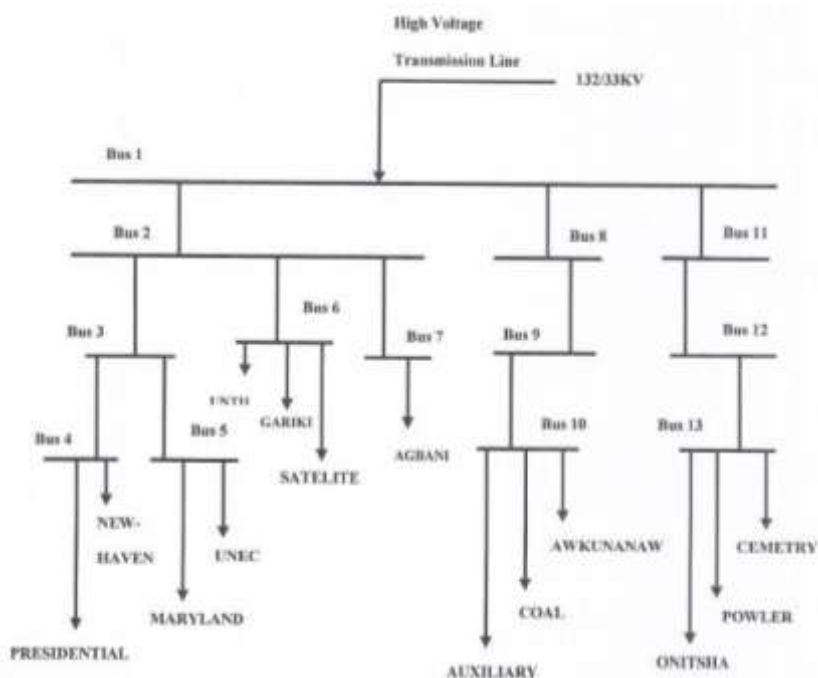 High Voltage
Transmission Line
132/33KV
Bus 1
Bus 2
Bus 8
Bus 11
Bus 6
Bus 3
Bus 7
Bus 9
Bus 12
UNTH
GARIKI
Bus 4
Bus 5
Bus 10
Bus 13
AGBANI
SATELITE
NEW-
HAVEN
UNEC
AWKUNANAW
CEMETRY
MARYLAND
COAL
POWLER
PRESIDENTIAL
AUXILIARY
ONITSHA